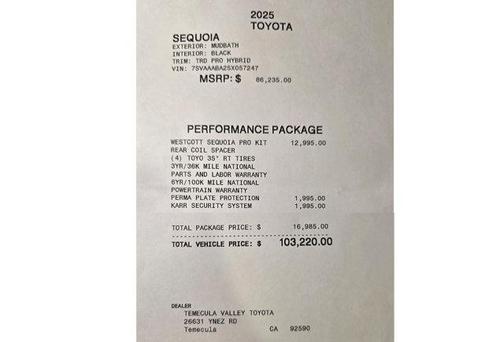 2025
TOYOTA
SEQUOIA
EXTERIOR: MUDBATH
INTERIOR: BLACK
TRIM: TRD PRO HYBRID
VIN: 7SVAAABA25X057247
MSRP: $ 86,235.00
PERFORMANCE PACKAGE
WESTCOTT SEQUOIA PRO KIT 12,995.00
REAR COIL SPACER
(4) TOYO 35" RT TIRES
3YR/36K MILE NATIONAL
PARTS AND LABOR WARRANTY
6YR/100K MILE NATIONAL
POWERTRAIN WARRANTY
PERMA PLATE PROTECTION 1,995.00
KARR SECURITY SYSTEM 1,995.00
TOTAL PACKAGE PRICE: $ 16,985.00
TOTAL VEHICLE PRICE: $ 103,220.00
DEALER
TEMECULA VALLEY TOYOTA
26631 YNEZ RD
Temecula CA 92590